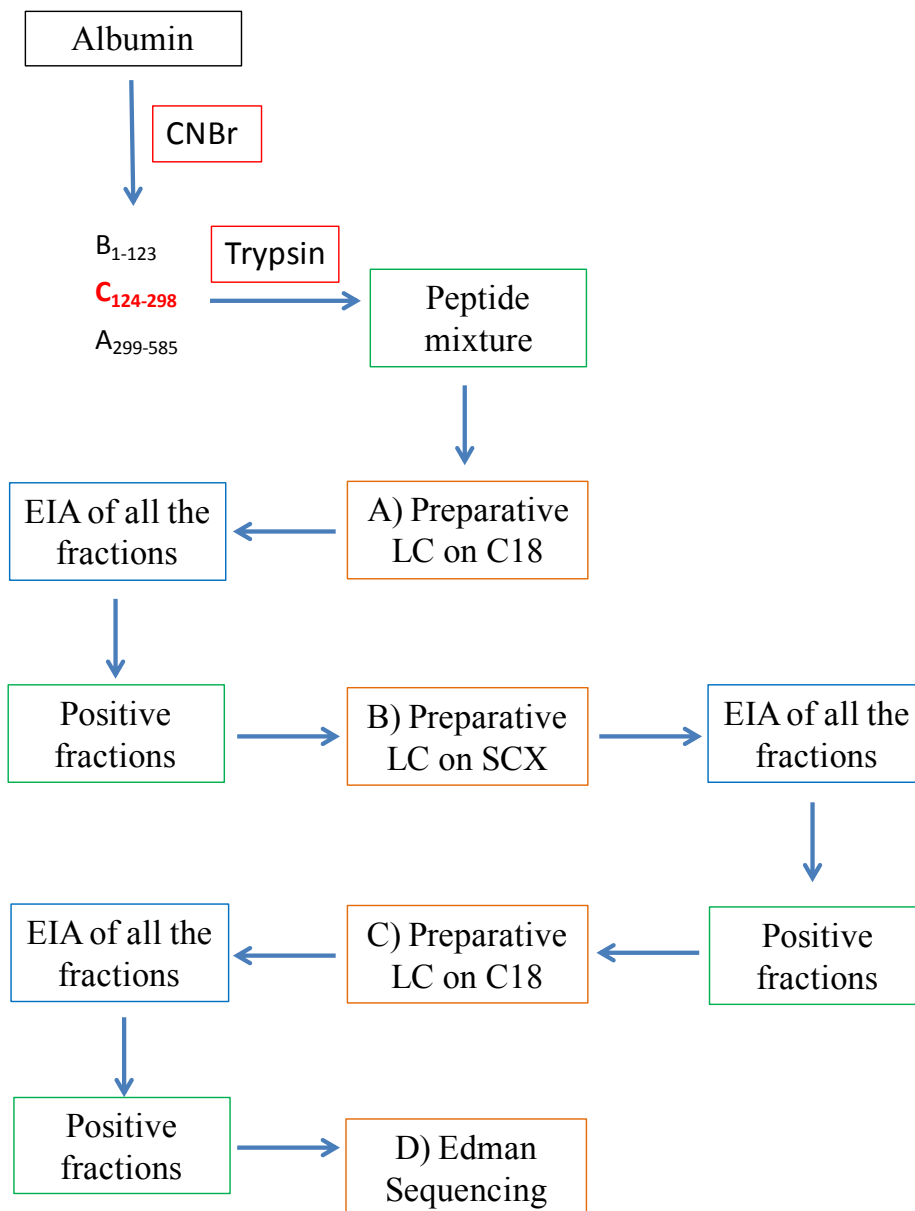 Albumin
CNBr
B1-123
C124-298
A299-585
Trypsin
Peptide
mixture
EIA of all the
fractions
A) Preparative
LC on C18
Positive
fractions
B) Preparative
LC on SCX
EIA of all the
fractions
EIA of all the
fractions
C) Preparative
LC on C18
Positive
fractions
Positive
fractions
D) Edman
Sequencing